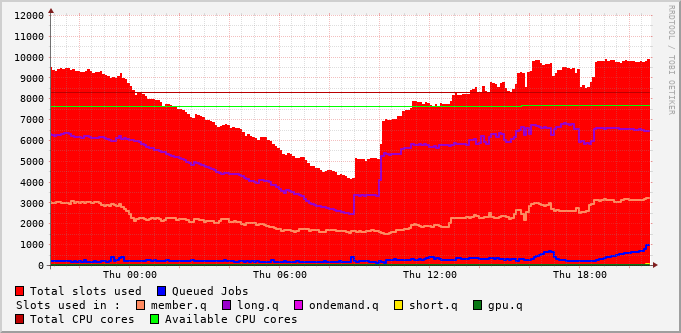 RRDTOOL / TOBI OETIKER
12000
11000
10000
9000
8000
7000
6000
5000
4000
3000
2000
1000
0
Thu 00:00 Thu 06:00 Thu 12:00 Thu 18:00
Total slots used Queued Jobs
Slots used in : member.q long.q ondemand.q short.q gpu.q
Total CPU cores Available CPU cores